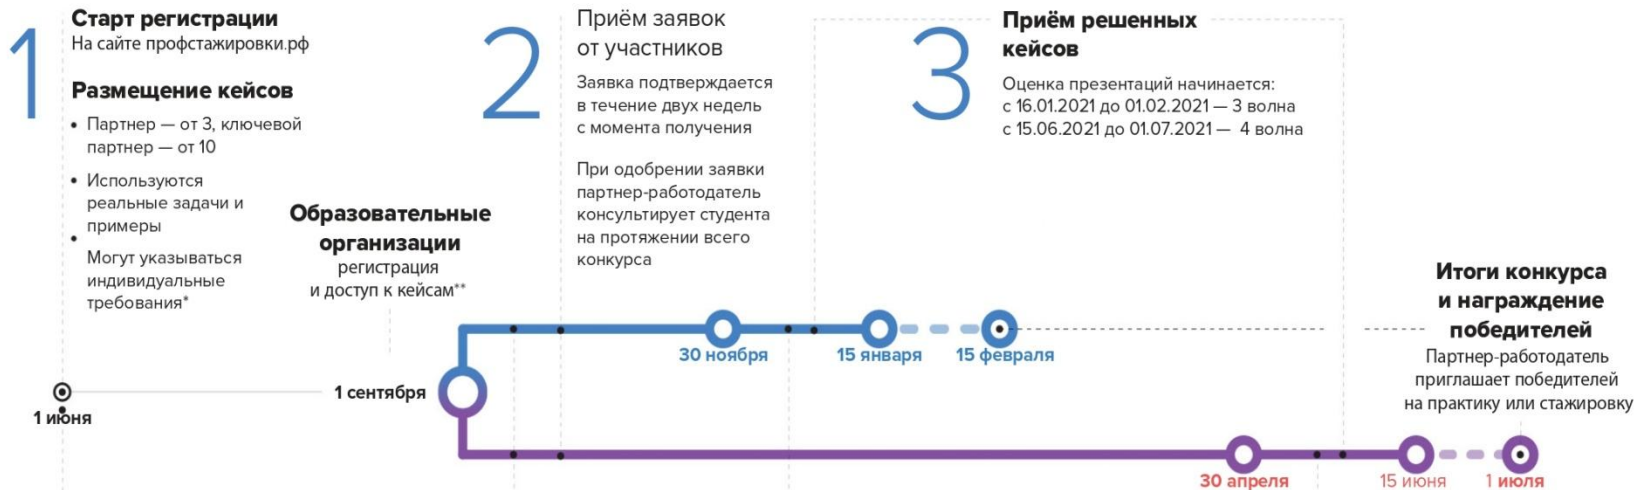 1
Старт регистрации
На сайте профстажировки.рф
Размещение кейсов
• Партнер — от 3, ключевой
партнер — от 10
• Используются
реальные задачи и
примеры
•
Могут указываться
индивидуальные
требования*
Образовательные
организации
регистрация
и доступ к кейсам**
2
Приём заявок
от участников
Заявка подтверждается
в течение двух недель
с момента получения
При одобрении заявки
партнер-работодатель
консультирует студента
на протяжении всего
конкурса
3
Приём решенных
кейсов
Оценка презентаций начинается:
с 16.01.2021 до 01.02.2021 — 3 волна
с 15.06.2021 до 01.07.2021 — 4 волна
Итоги конкурса
и награждение
победителей
Партнер-работодатель
приглашает победителей
на практику или стажировку
30 ноября
15 января
15 февраля
1 июня
1 сентября
30 апреля
15 июня
1 июля